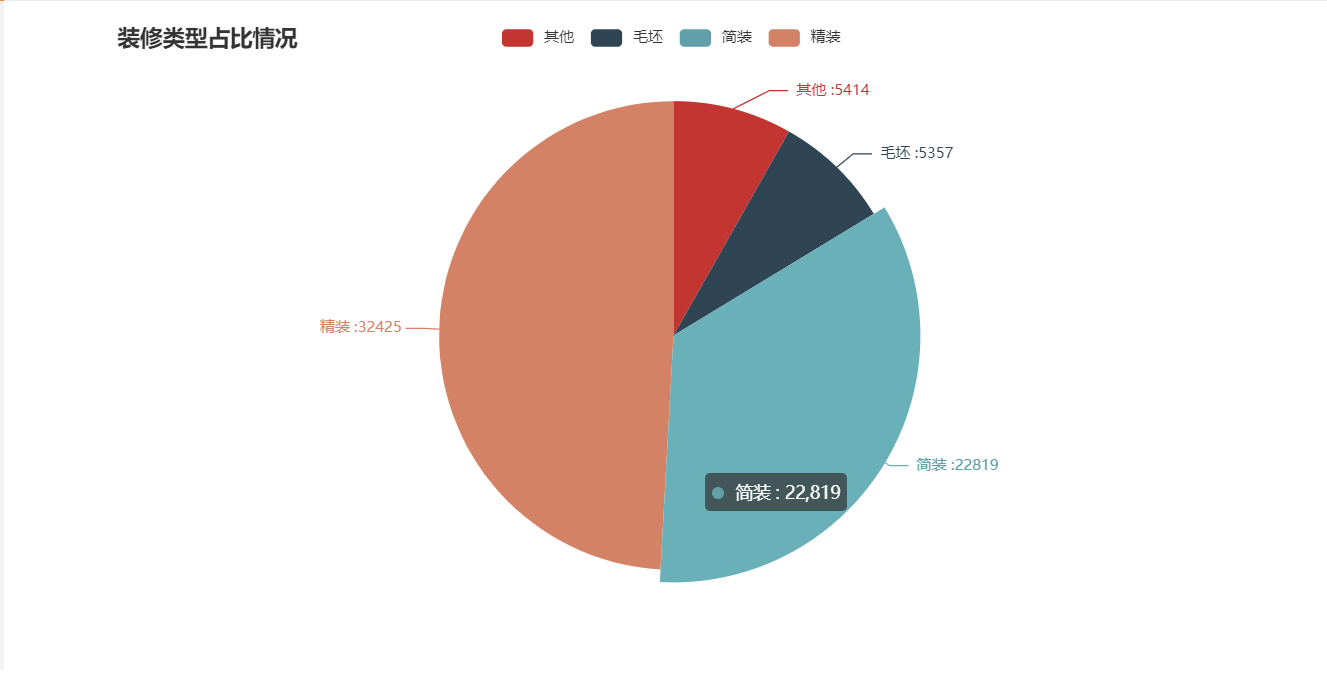 装修类型占比情况
其他 毛坯 简装 精装
其他 :5414
毛坯 :5357
精装 :32425
简装 :22819
简装 : 22,819